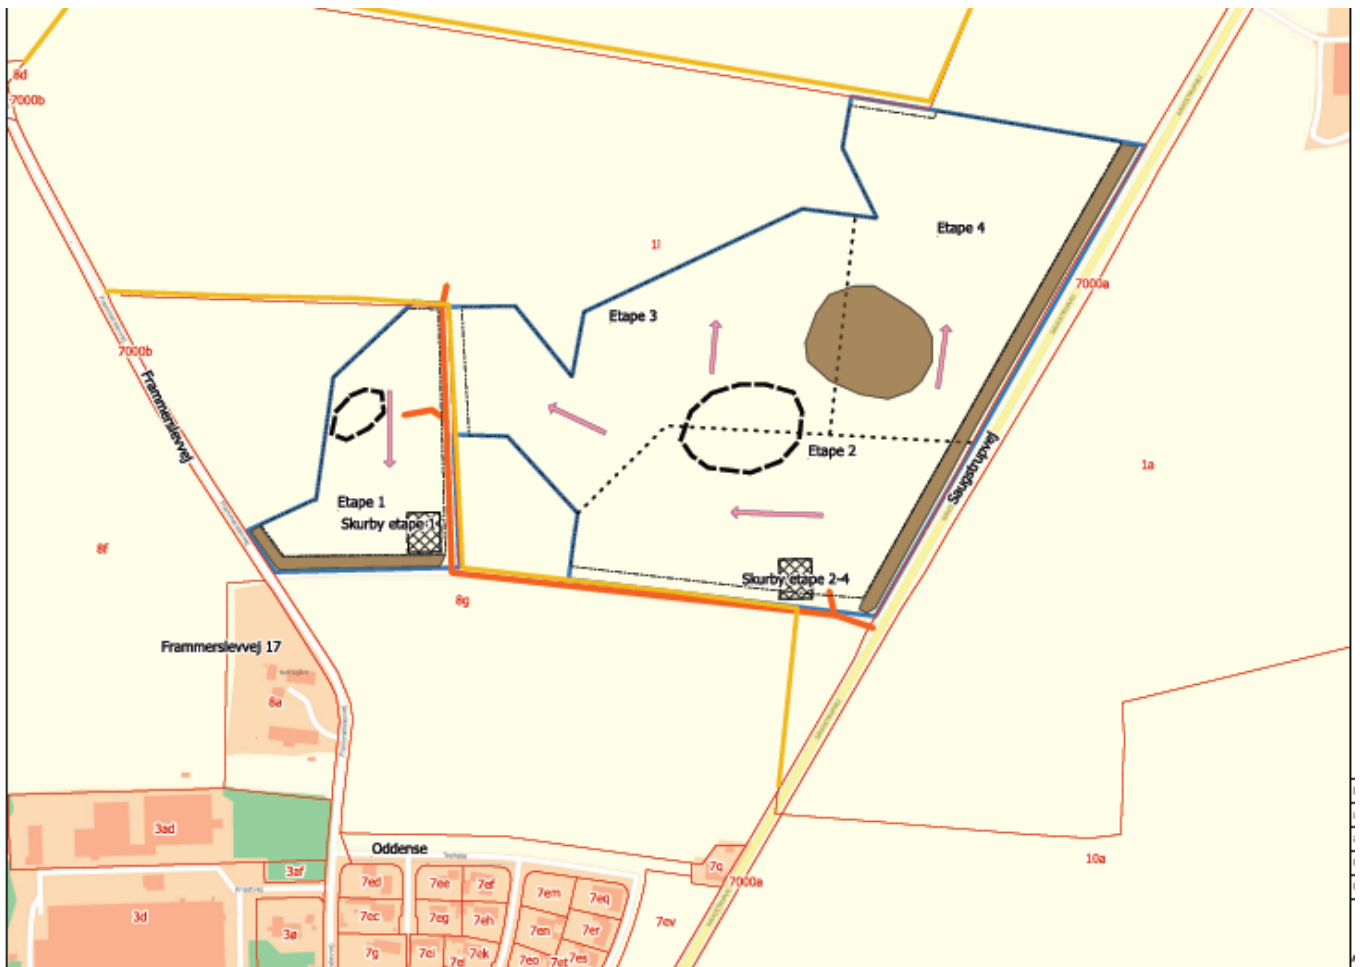 8d
7000b
Etape 4
1i
7000a
Etape 3
7000b
Frammerslevvej
Etape 2
Saugstrupvej
1a
Etape 1
Skurby etape 1
8f
Skurby etape 2-4
8g
Frammerslevvej 17
8a
3ad
Oddense
10a
3af
7ed
7ee
7ef
7q
7000a
7em
7eq
3d
7ec
7eg
7eh
7ev
3a
7en
7er
7g
7ei
7ek
7eo
7et
7es